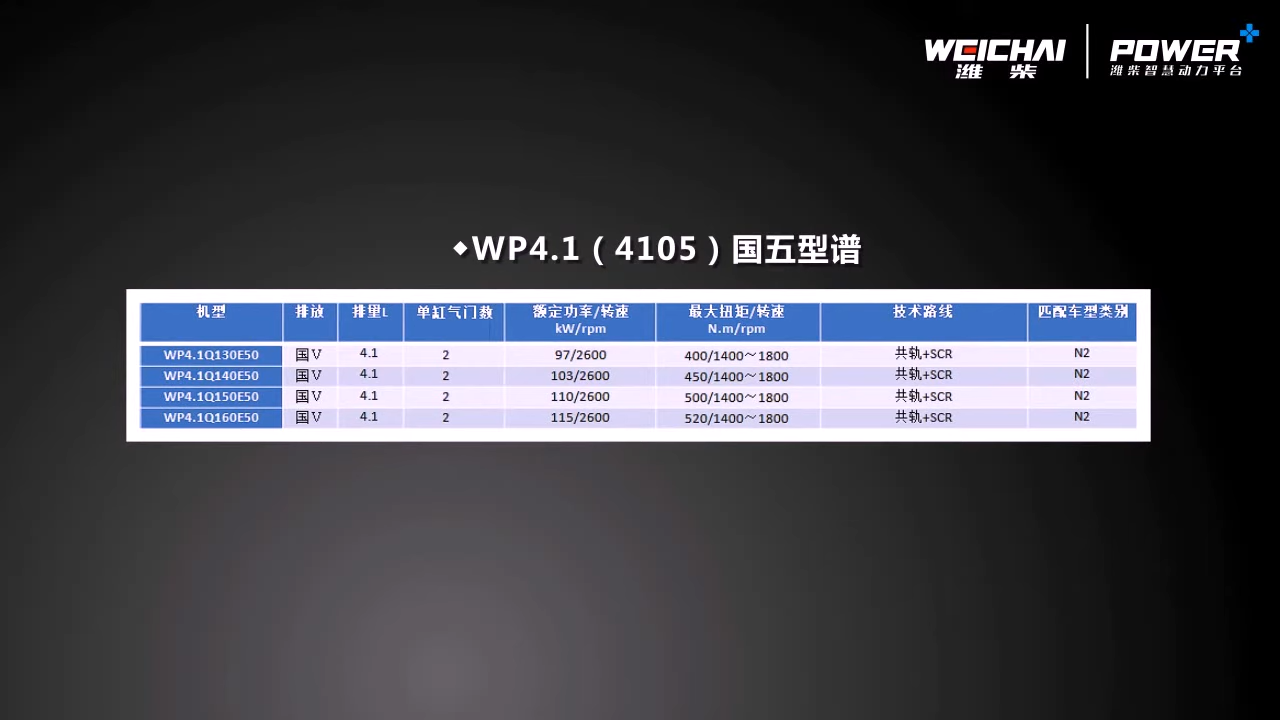 WEICHAI POWER
潍柴 潍柴智慧动力平台
◆WP4.1（4105）国五型谱
机型 排放 排量L 单缸气门数 额定功率/转速 最大扭矩/转速 技术路线 匹配车型类别
kW/rpm N.m/rpm
WP4.1Q130E50 国Ⅴ 4.1 2 97/2600 400/1400～1800 共轨+SCR N2
WP4.1Q140E50 国Ⅴ 4.1 2 103/2600 450/1400～1800 共轨+SCR N2
WP4.1Q150E50 国Ⅴ 4.1 2 110/2600 500/1400～1800 共轨+SCR N2
WP4.1Q160E50 国Ⅴ 4.1 2 115/2600 520/1400～1800 共轨+SCR N2